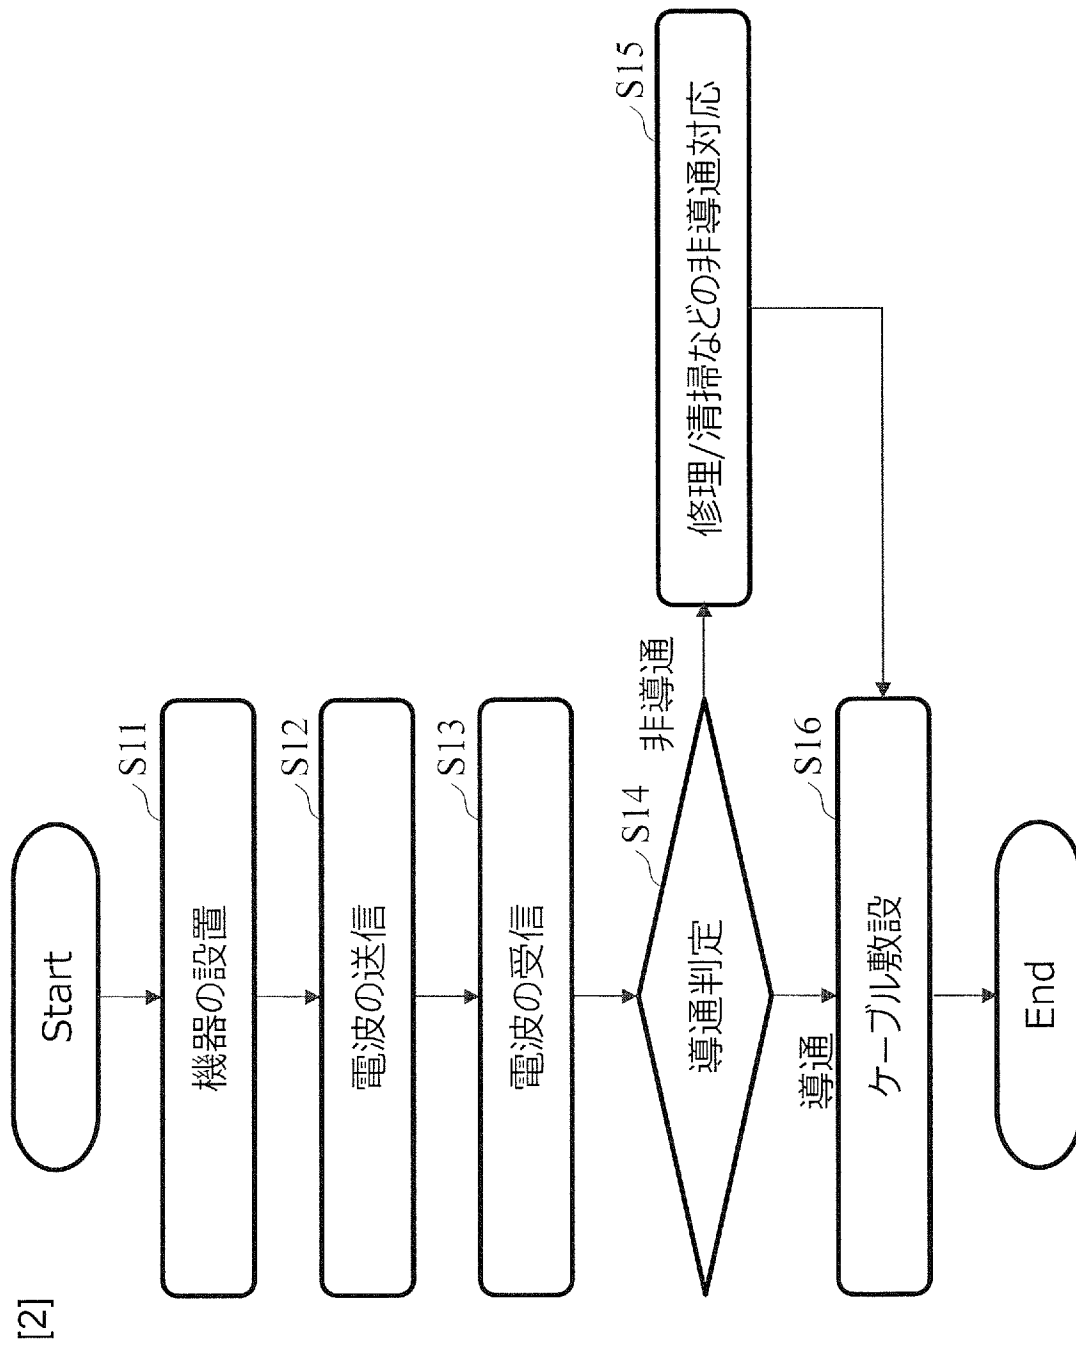 [2]
Start
S11
機器の設置
S12
電波の送信
S13
電波の受信
S14
導通判定
非導通
S15
修理/清掃などの非導通対応
導通
S16
ケーブル敷設
End